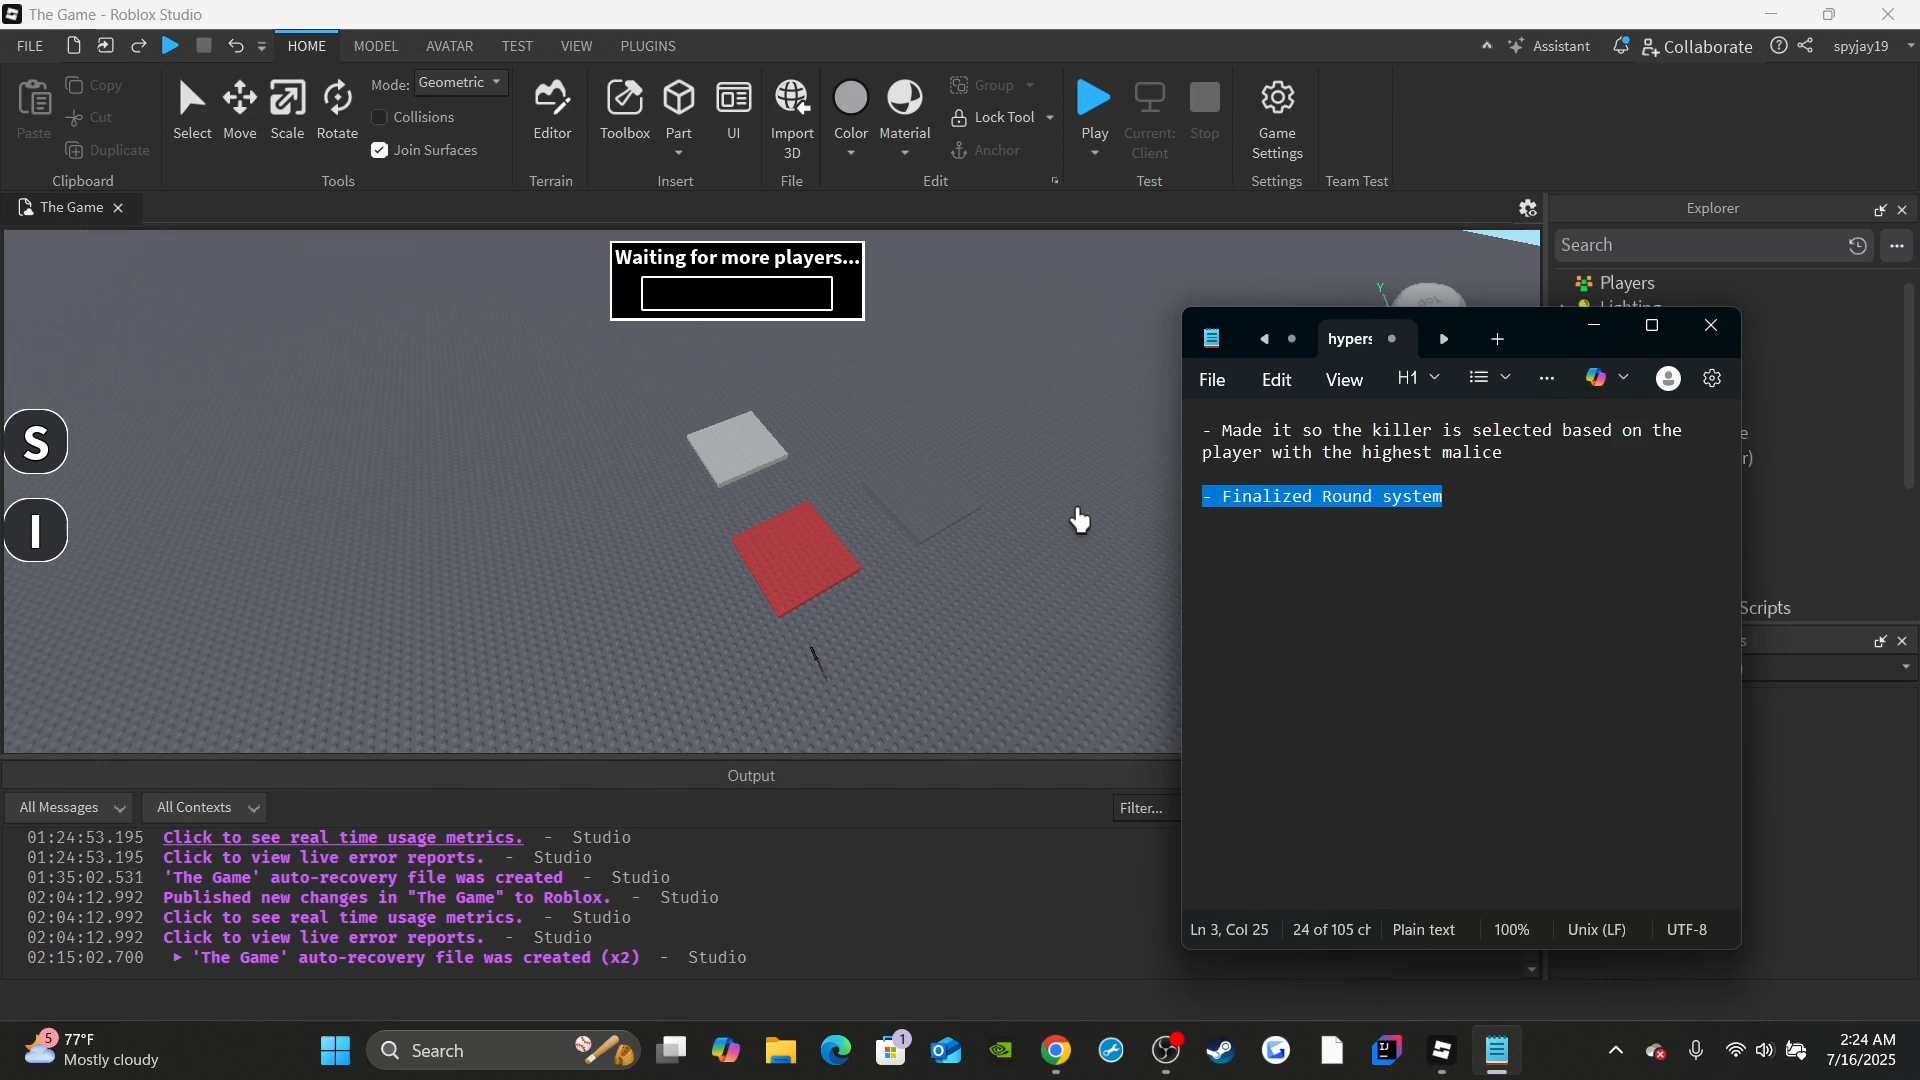 The Game - Roblox Studio
FILE HOME MODEL AVATAR TEST VIEW PLUGINS Assistant Collaborate spyjay19
Paste Copy Cut Duplicate Clipboard
Select Move Scale Rotate Mode: Geometric Collisions Join Surfaces Tools
Editor Terrain
Toolbox Part UI Insert
Import 3D File
Color Material Group Lock Tool Anchor Edit
Play Current: Client Stop Test
Game Settings Settings Team Test
The Game
Explorer
Search
Players
Waiting for more players...
S
I
hypers
File Edit View H1
- Made it so the killer is selected based on the
player with the highest malice
- Finalized Round system
Scripts
Ln 3, Col 25 24 of 105 ch Plain text 100% Unix (LF) UTF-8
Output
All Messages All Contexts Filter...
01:24:53.195 Click to see real time usage metrics. - Studio
01:24:53.195 Click to view live error reports. - Studio
01:35:02.531 'The Game' auto-recovery file was created - Studio
02:04:12.992 Published new changes in "The Game" to Roblox. - Studio
02:04:12.992 Click to see real time usage metrics. - Studio
02:04:12.992 Click to view live error reports. - Studio
02:15:02.700 'The Game' auto-recovery file was created (x2) - Studio
5 77°F
Mostly cloudy
Search
1
2:24 AM
7/16/2025